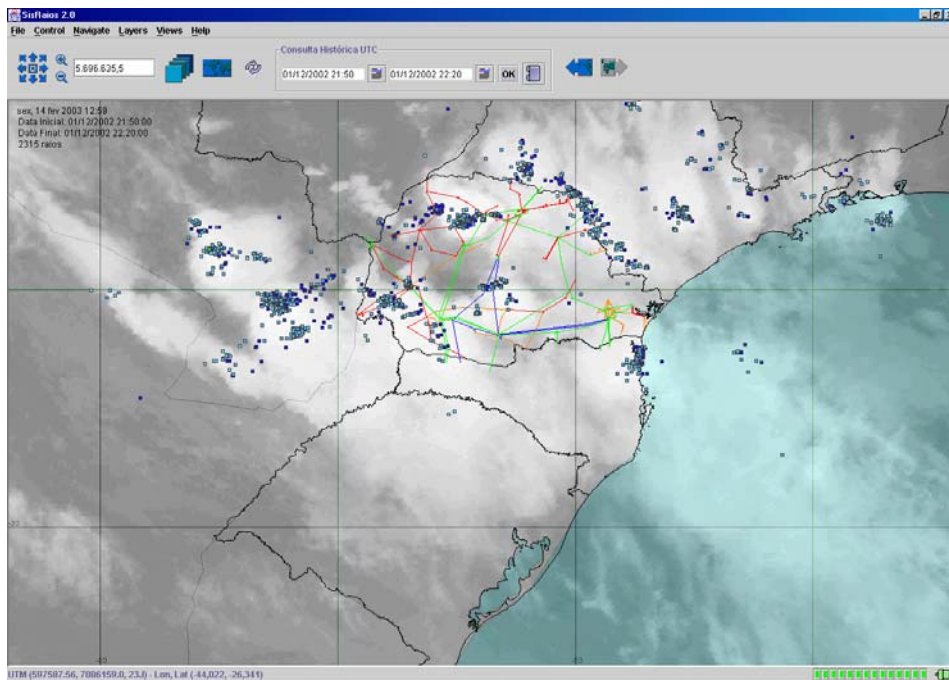 SisRaios 2.0
File Control Navigate Layers Views Help
Consulta Histórica UTC
5.696.635,5
01/12/2002 21:50
01/12/2002 22:20
OK
sex, 14 fev 2003 12:59
Data Inicial: 01/12/2002 21:50:00
Data Final: 01/12/2002 22:20:00
2315 raios
UTM (597587.56, 7086159.0, 23J) - Lon, Lat (-44,022, -26,341)